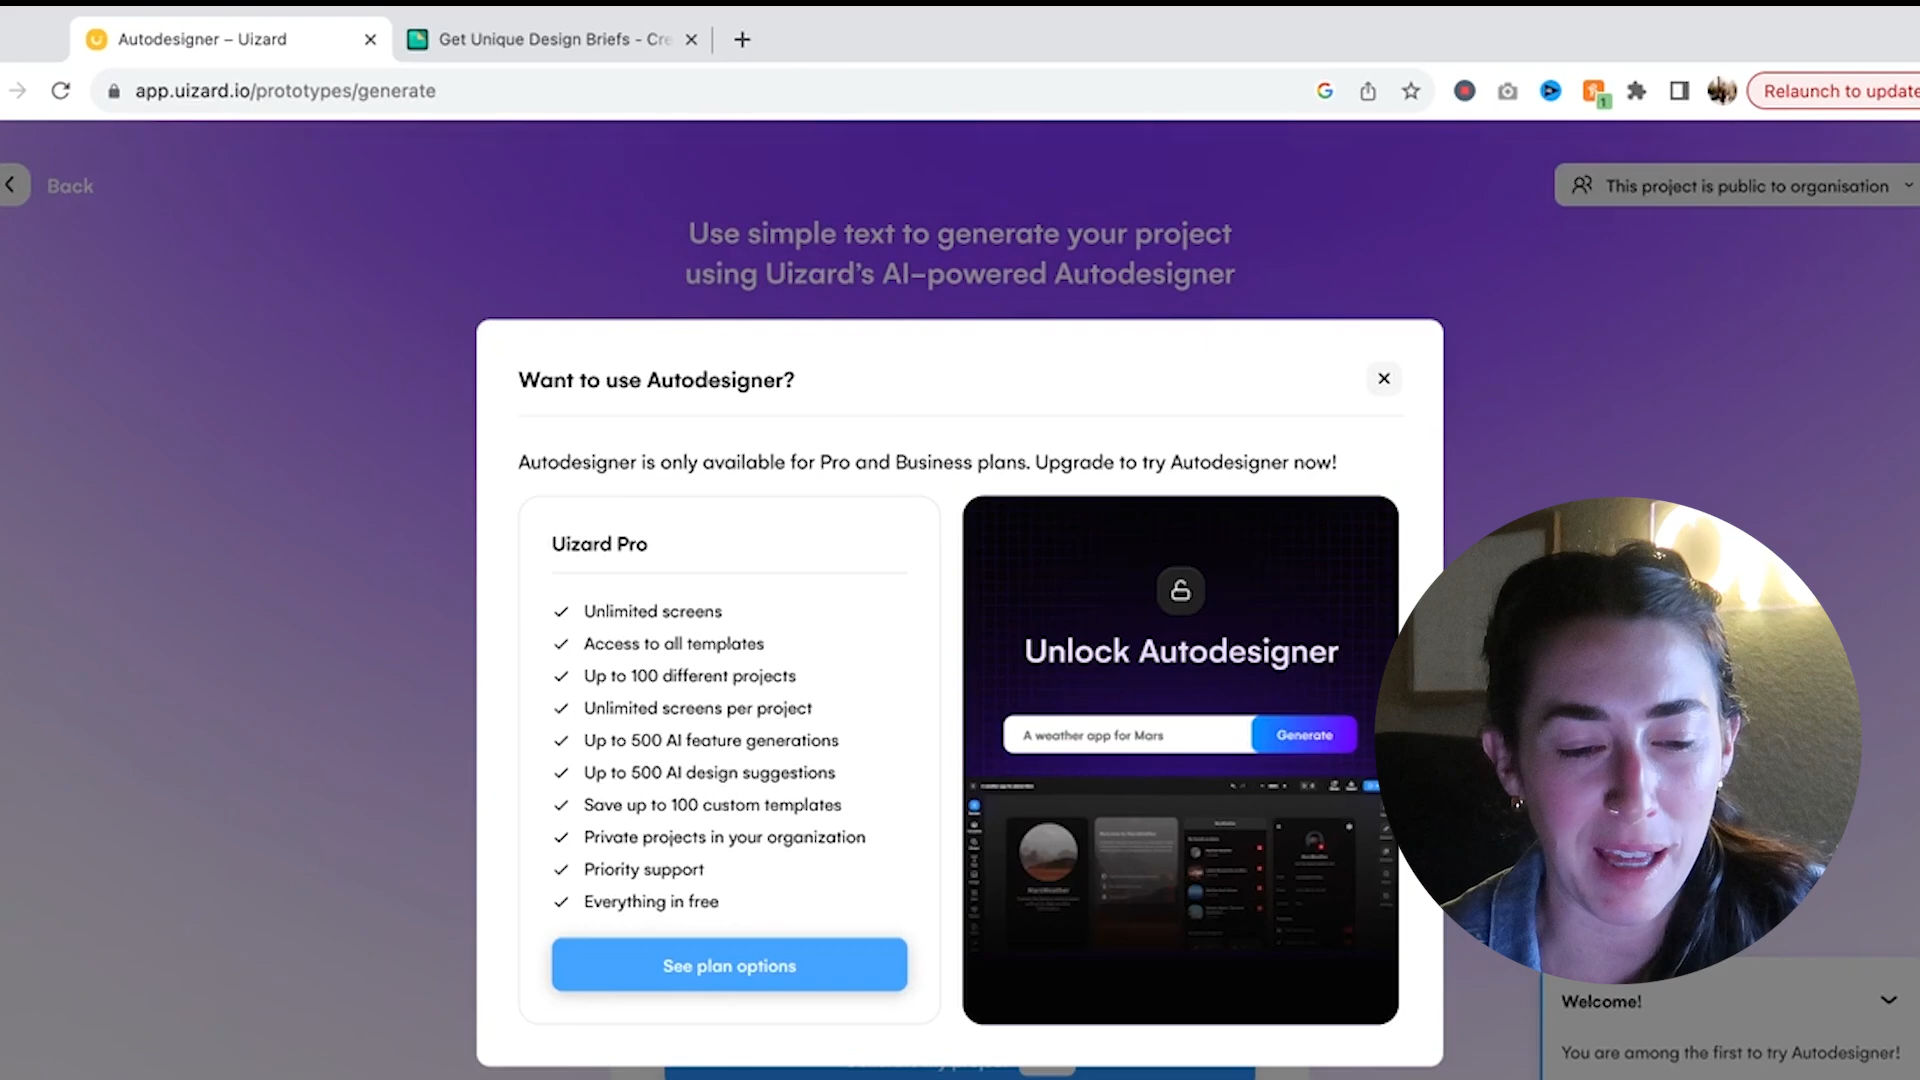 Autodesigner – Uizard
Get Unique Design Briefs - Cre
app.uizard.io/prototypes/generate
1
Relaunch to update
Back
This project is public to organisation
Use simple text to generate your project
using Uizard's AI-powered Autodesigner
Want to use Autodesigner?
Autodesigner is only available for Pro and Business plans. Upgrade to try Autodesigner now!
Uizard Pro
Unlimited screens
Access to all templates
Up to 100 different projects
Unlimited screens per project
Up to 500 AI feature generations
Up to 500 AI design suggestions
Save up to 100 custom templates
Private projects in your organization
Priority support
Everything in free
See plan options
Unlock Autodesigner
A weather app for Mars
Generate
Welcome!
You are among the first to try Autodesigner!